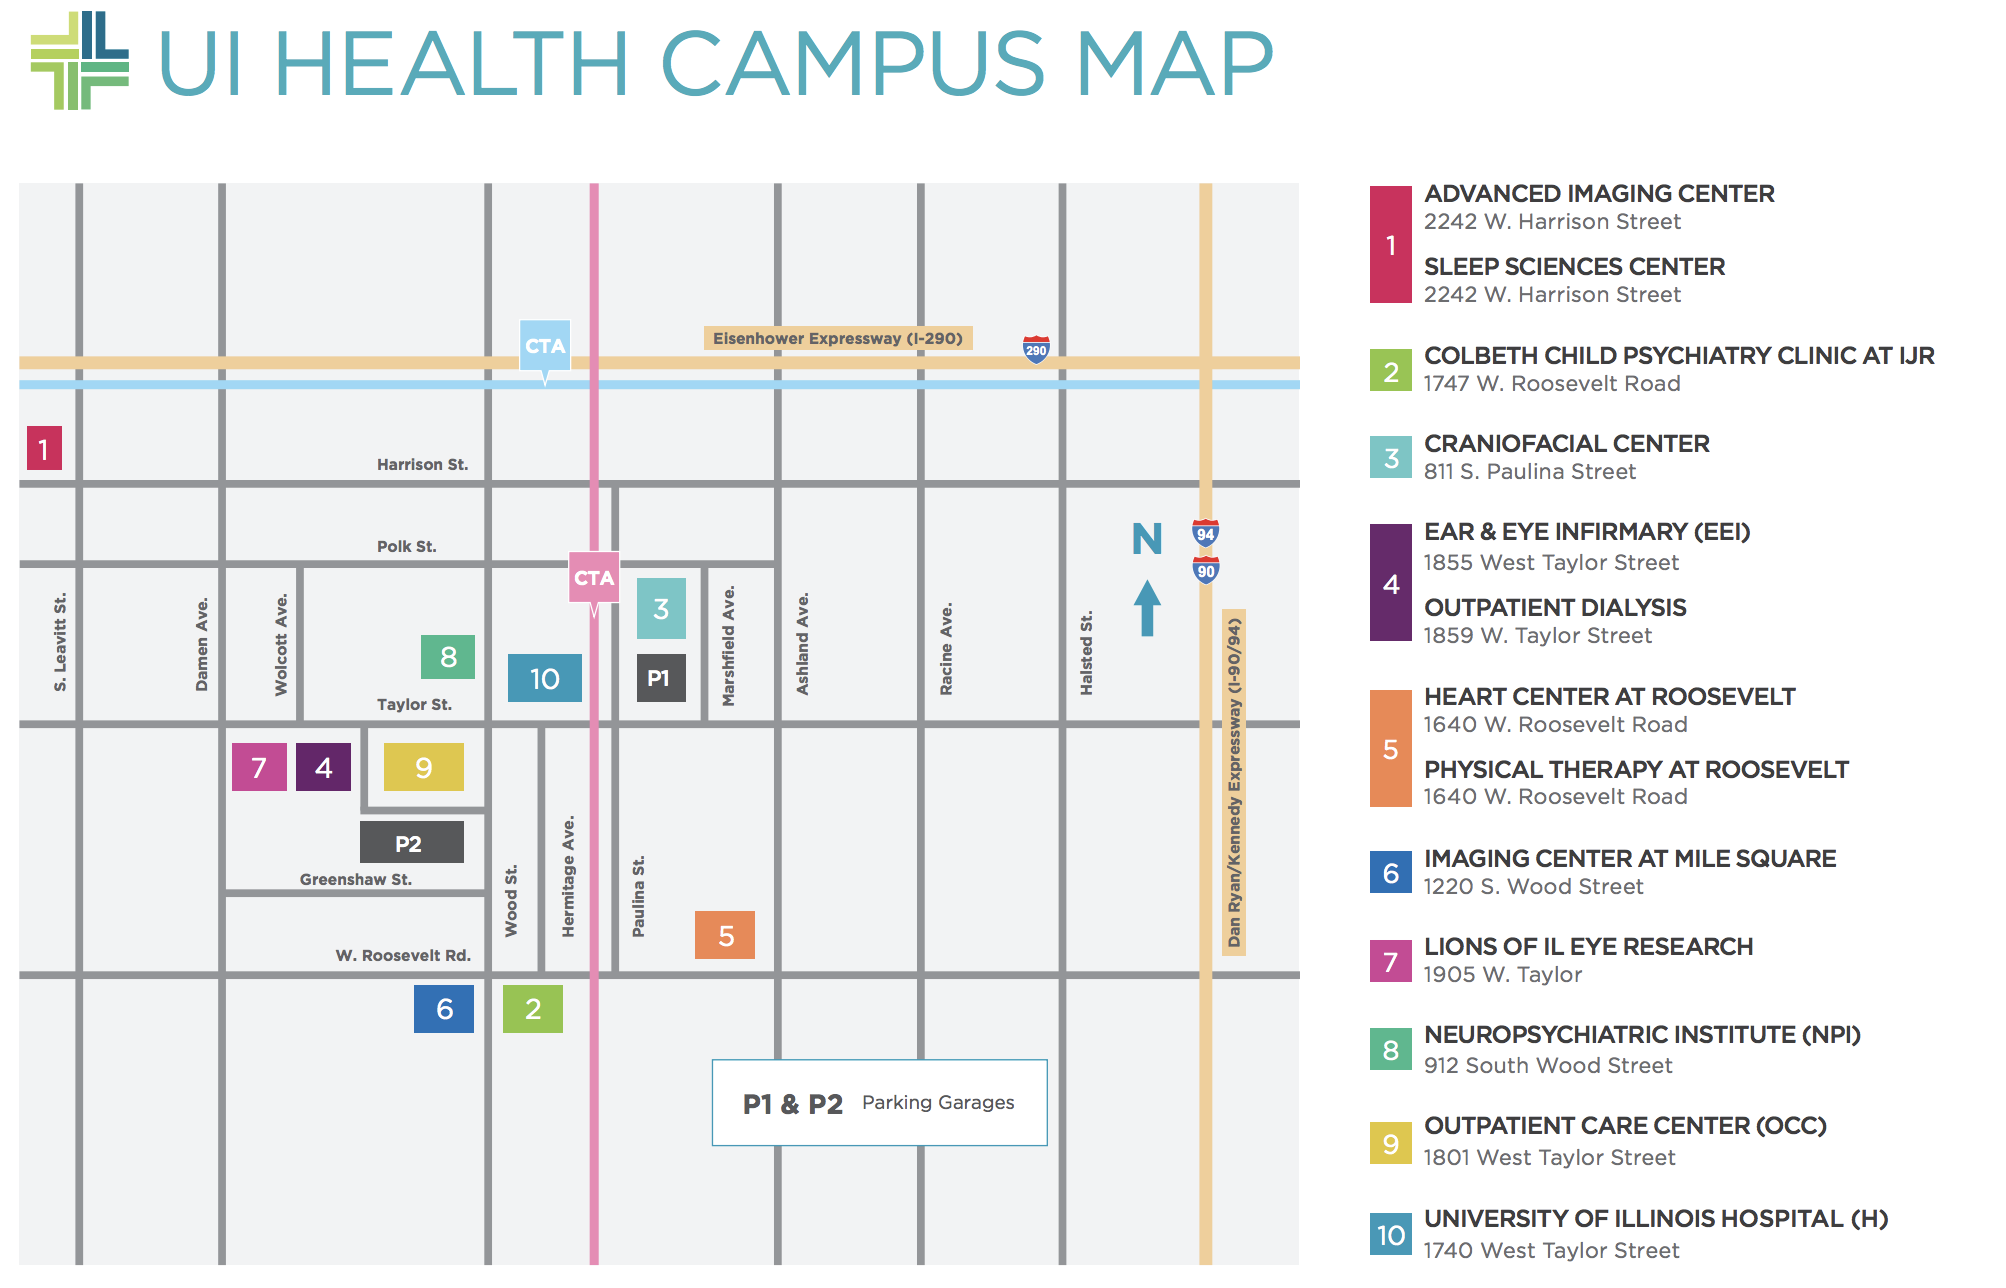 UI HEALTH CAMPUS MAP
CTA
Eisenhower Expressway (I-290)
290
1
Harrison St.
Polk St.
N
94
90
CTA
S. Leavitt St.
Damen Ave.
Wolcott Ave.
8
10
3
P1
Marshfield Ave.
Ashland Ave.
Racine Ave.
Halsted St.
Dan Ryan/Kennedy Expressway (I-90/94)
Taylor St.
7
4
9
P2
Greenshaw St.
Wood St.
Hermitage Ave.
Paulina St.
5
W. Roosevelt Rd.
6
2
P1 & P2 Parking Garages
1
ADVANCED IMAGING CENTER
2242 W. Harrison Street
SLEEP SCIENCES CENTER
2242 W. Harrison Street
2
COLBETH CHILD PSYCHIATRY CLINIC AT IJR
1747 W. Roosevelt Road
3
CRANIOFACIAL CENTER
811 S. Paulina Street
4
EAR & EYE INFIRMARY (EEI)
1855 West Taylor Street
OUTPATIENT DIALYSIS
1859 W. Taylor Street
5
HEART CENTER AT ROOSEVELT
1640 W. Roosevelt Road
PHYSICAL THERAPY AT ROOSEVELT
1640 W. Roosevelt Road
6
IMAGING CENTER AT MILE SQUARE
1220 S. Wood Street
7
LIONS OF IL EYE RESEARCH
1905 W. Taylor
8
NEUROPSYCHIATRIC INSTITUTE (NPI)
912 South Wood Street
9
OUTPATIENT CARE CENTER (OCC)
1801 West Taylor Street
10
UNIVERSITY OF ILLINOIS HOSPITAL (H)
1740 West Taylor Street